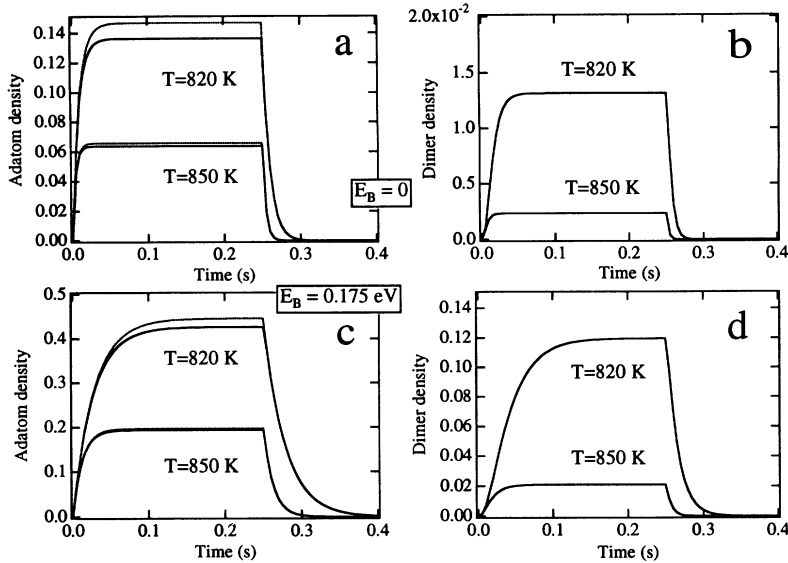 a
Adatom density
0.14
0.12
0.10
0.08
0.06
0.04
0.02
0.00
T=820 K
T=850 K
0.0 0.1 0.2 0.3 0.4
Time (s)
E_B = 0
b
Dimer density
2.0x10⁻²
1.5
1.0
0.5
0.0
T=820 K
T=850 K
0.0 0.1 0.2 0.3 0.4
Time (s)
E_B = 0.175 eV
c
Adatom density
0.5
0.4
0.3
0.2
0.1
0.0
T=820 K
T=850 K
0.0 0.1 0.2 0.3 0.4
Time (s)
d
Dimer density
0.14
0.12
0.10
0.08
0.06
0.04
0.02
0.00
T=820 K
T=850 K
0.0 0.1 0.2 0.3 0.4
Time (s)